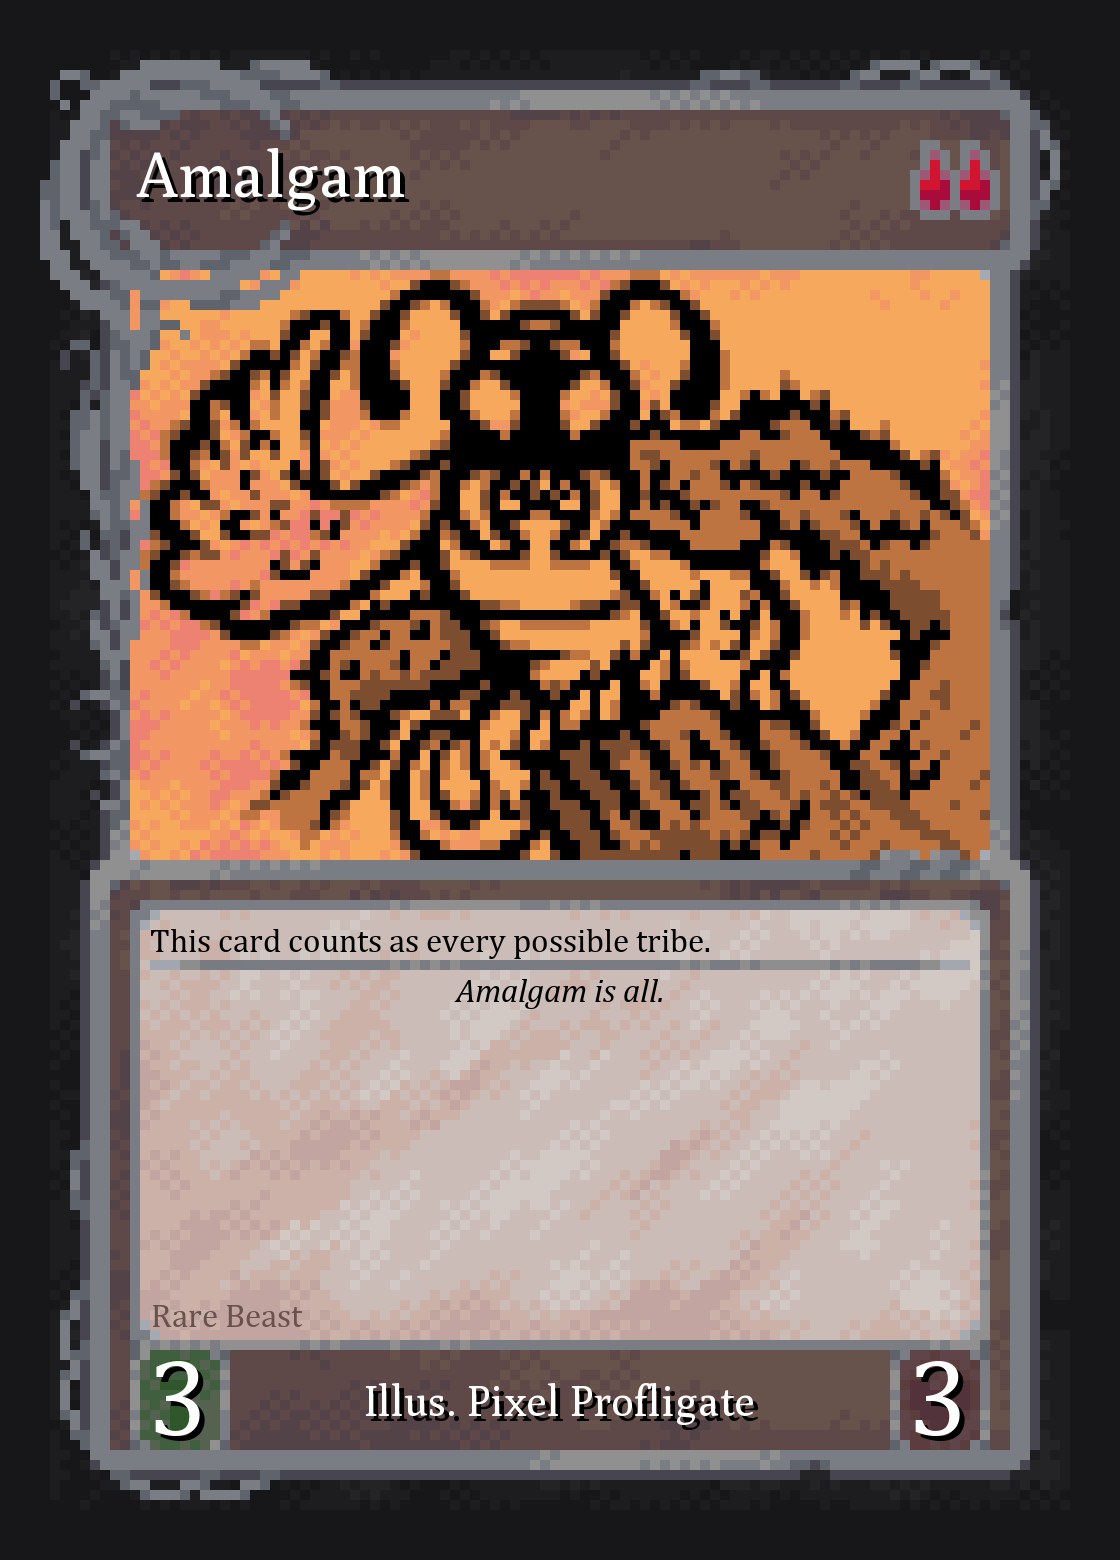 Amalgam
This card counts as every possible tribe.
Amalgam is all.
Rare Beast
3
Illus. Pixel Profligate
3